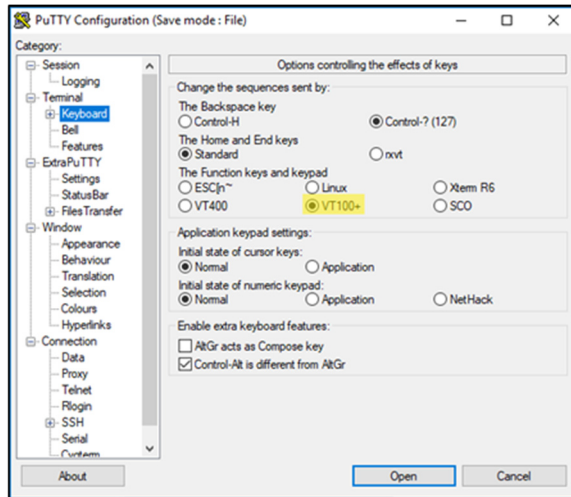 PuTTY Configuration (Save mode : File)
Category:
Session
Logging
Terminal
Keyboard
Bell
Features
ExtraPuTTY
Settings
StatusBar
FilesTransfer
Window
Appearance
Behaviour
Translation
Selection
Colours
Hyperlinks
Connection
Data
Proxy
Telnet
Rlogin
SSH
Serial
Cygterm
Options controlling the effects of keys
Change the sequences sent by:
The Backspace key
Control-H Control-? (127)
The Home and End keys
Standard rxvt
The Function keys and keypad
ESC[n~ Linux Xterm R6
VT400 VT100+ SCO
Application keypad settings:
Initial state of cursor keys:
Normal Application
Initial state of numeric keypad:
Normal Application NetHack
Enable extra keyboard features:
AltGr acts as Compose key
Control-Alt is different from AltGr
About Open Cancel